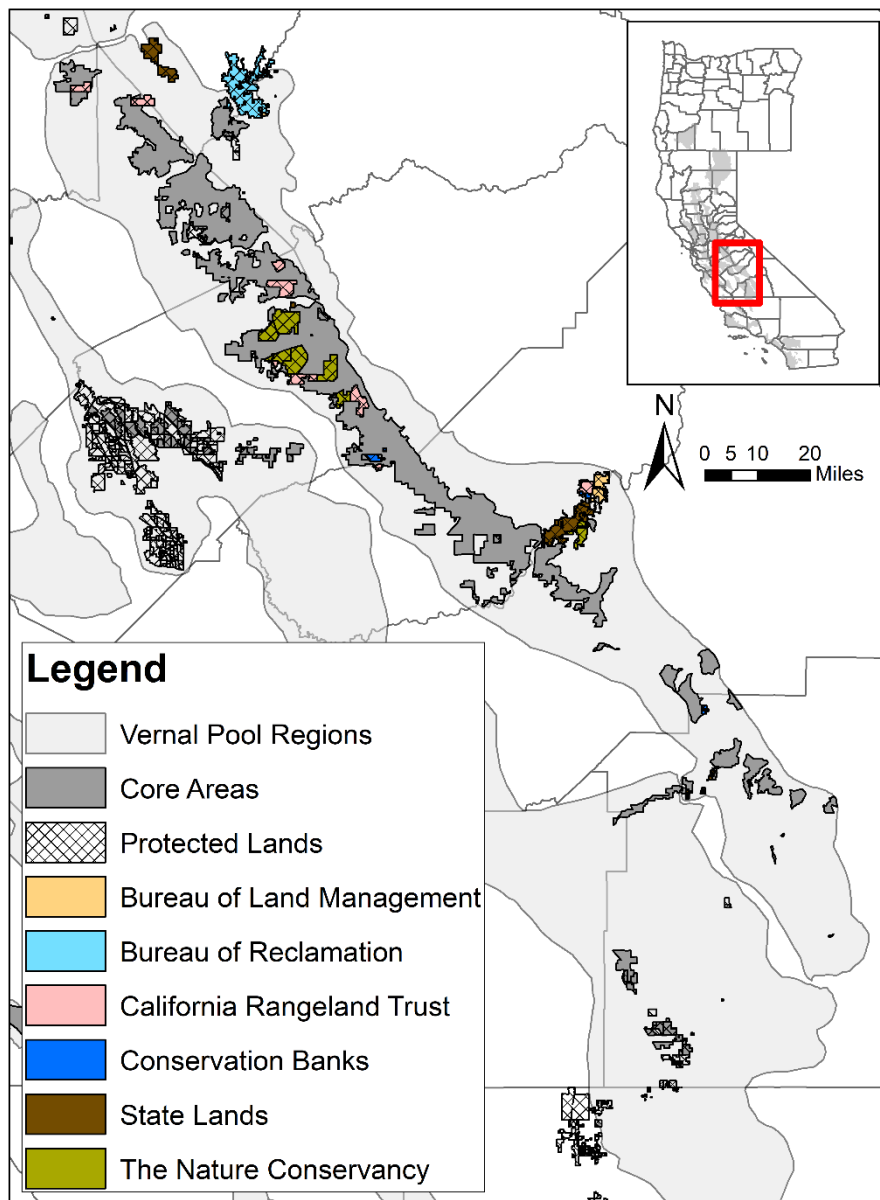 N
0 5 10 20
Miles
Legend
Vernal Pool Regions
Core Areas
Protected Lands
Bureau of Land Management
Bureau of Reclamation
California Rangeland Trust
Conservation Banks
State Lands
The Nature Conservancy